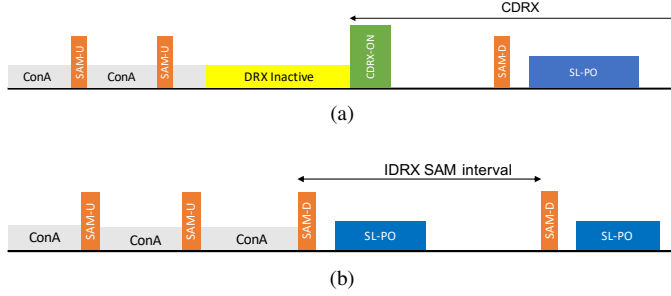 CDRX
ConA
SAM-U
ConA
SAM-U
DRX Inactive
CDRX-ON
SAM-D
SL-PO
(a)
IDRX SAM interval
ConA
SAM-U
ConA
SAM-U
ConA
SAM-D
SL-PO
SAM-D
SL-PO
(b)